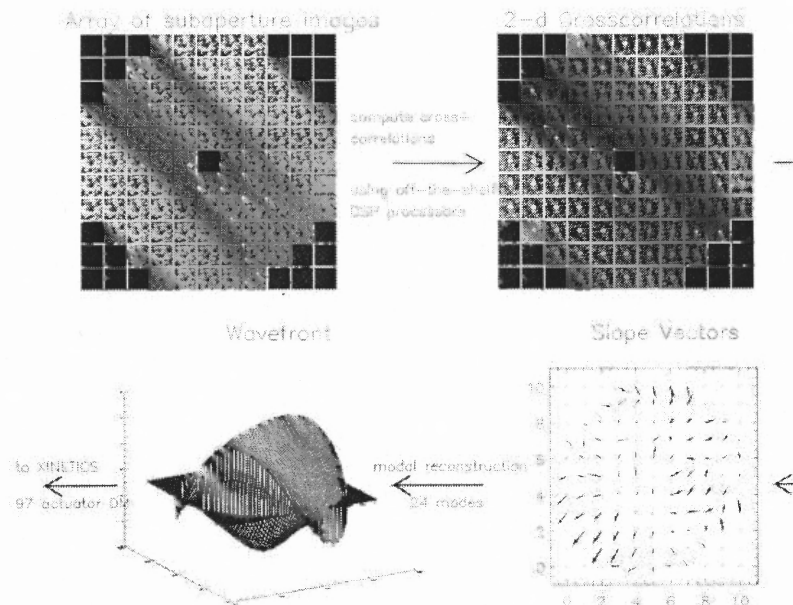 Array of subaperture images
2-d Crosscorrelations
compute cross-
correlations
using off-the-shelf
DSP processors
Wavefront
Slope Vectors
to XINETICS
97 actuator DM
modal reconstruction
24 modes
10
8
6
4
2
0
0 2 4 6 8 10